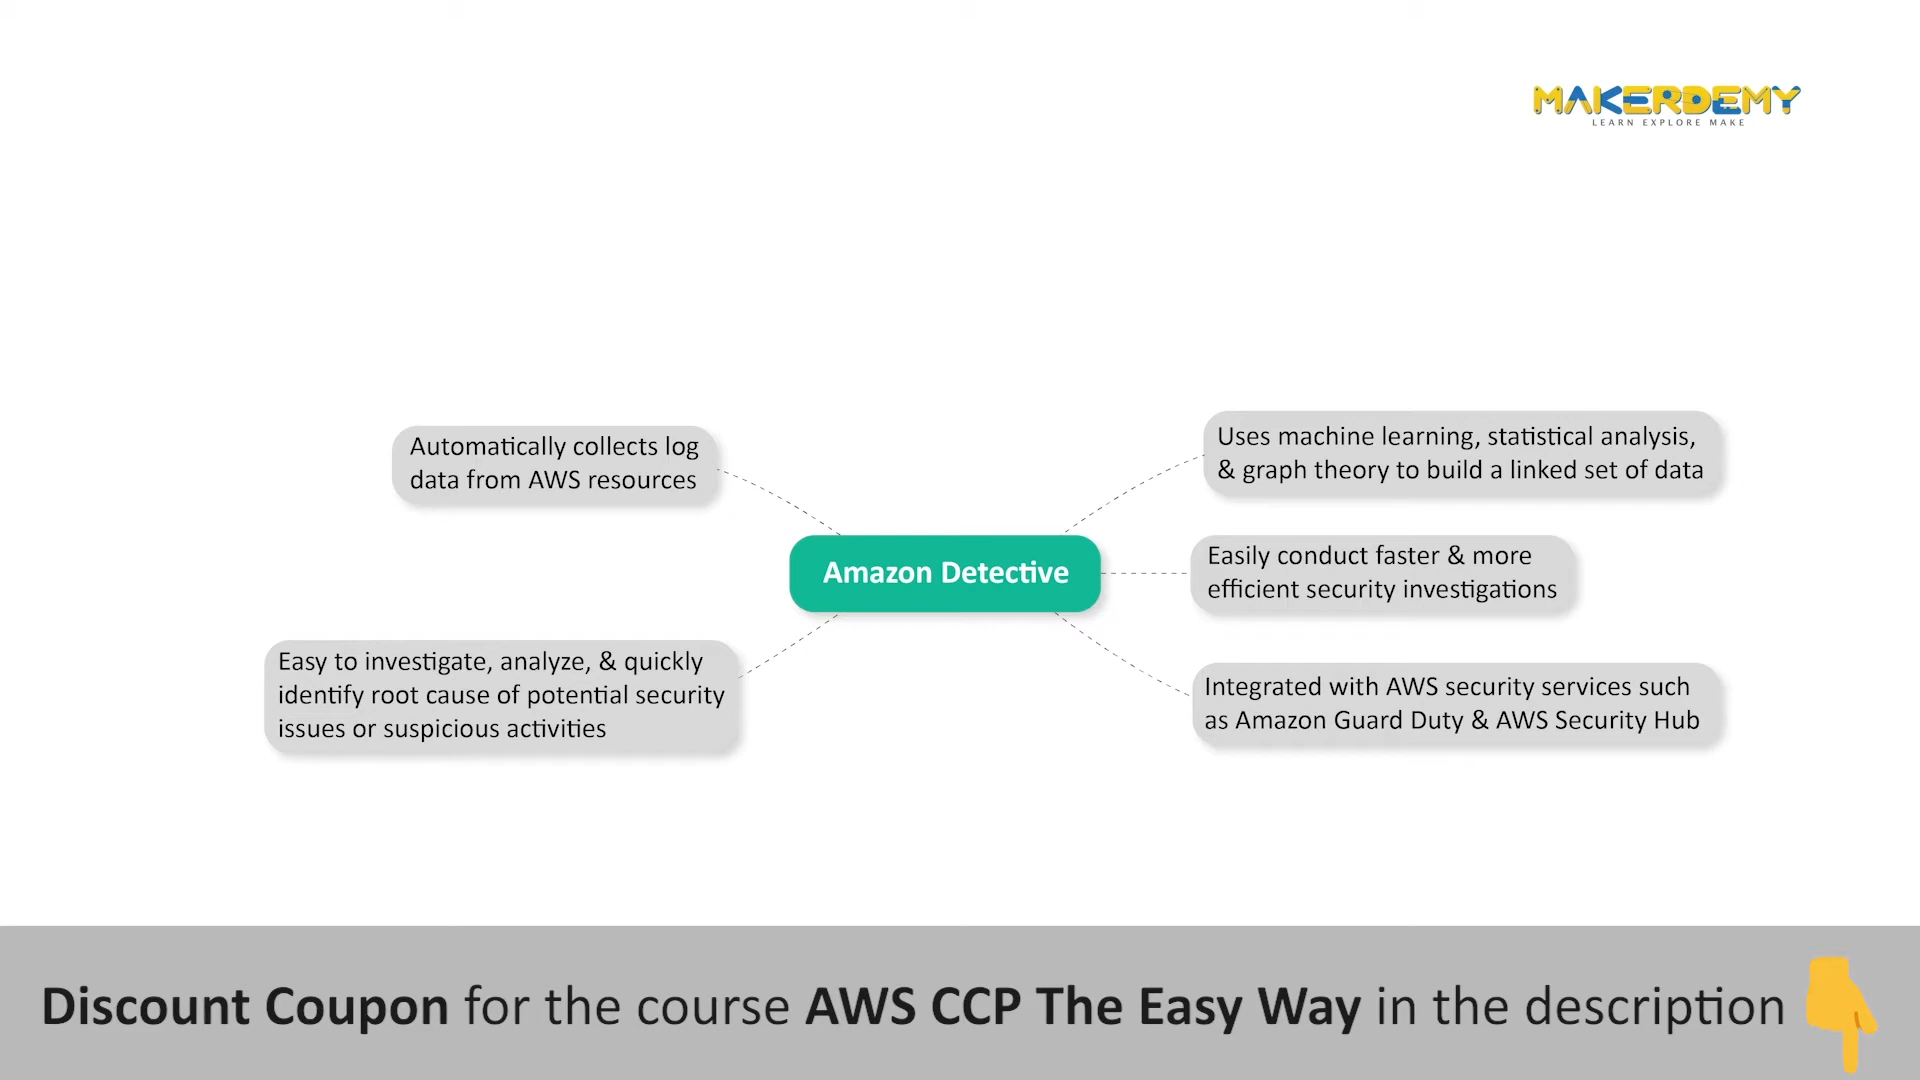 MAKERDEMY
LEARN EXPLORE MAKE
Automatically collects log
data from AWS resources
Easy to investigate, analyze, & quickly
identify root cause of potential security
issues or suspicious activities
Amazon Detective
Uses machine learning, statistical analysis,
& graph theory to build a linked set of data
Easily conduct faster & more
efficient security investigations
Integrated with AWS security services such
as Amazon Guard Duty & AWS Security Hub
Discount Coupon for the course AWS CCP The Easy Way in the description